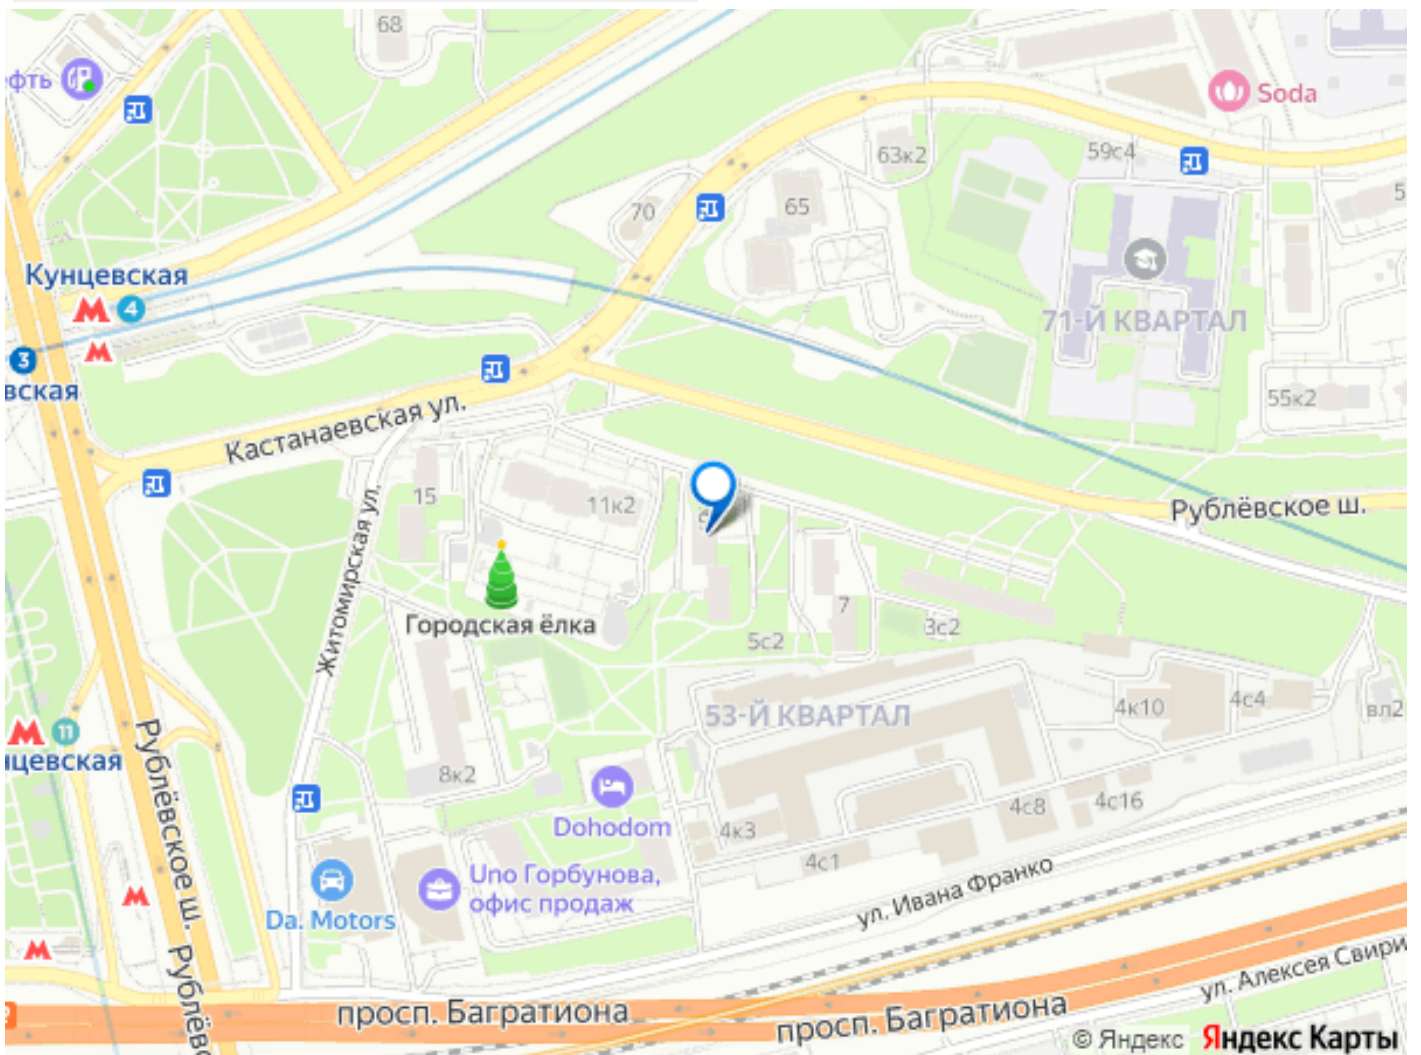 68
фть
Soda
63к2
59с4
5
70
65
Кунцевская
4
71-Й КВАРТАЛ
3
вская
55к2
Кастанаевская ул.
15
11к2
Рублёвское ш.
Житомирская ул.
Городская ёлка
7
3с2
5с2
4к10
4с4
вл2
53-Й КВАРТАЛ
11
нцевская
Рублёвское ш.
8к2
Dohodom
4к3
4с8
4с16
4с1
Uno Горбунова,
офис продаж
ул. Ивана Франко
Da. Motors
Рублёвс
ул. Алексея Свири
просп. Багратиона
просп. Багратиона
© Яндекс Яндекс Карты